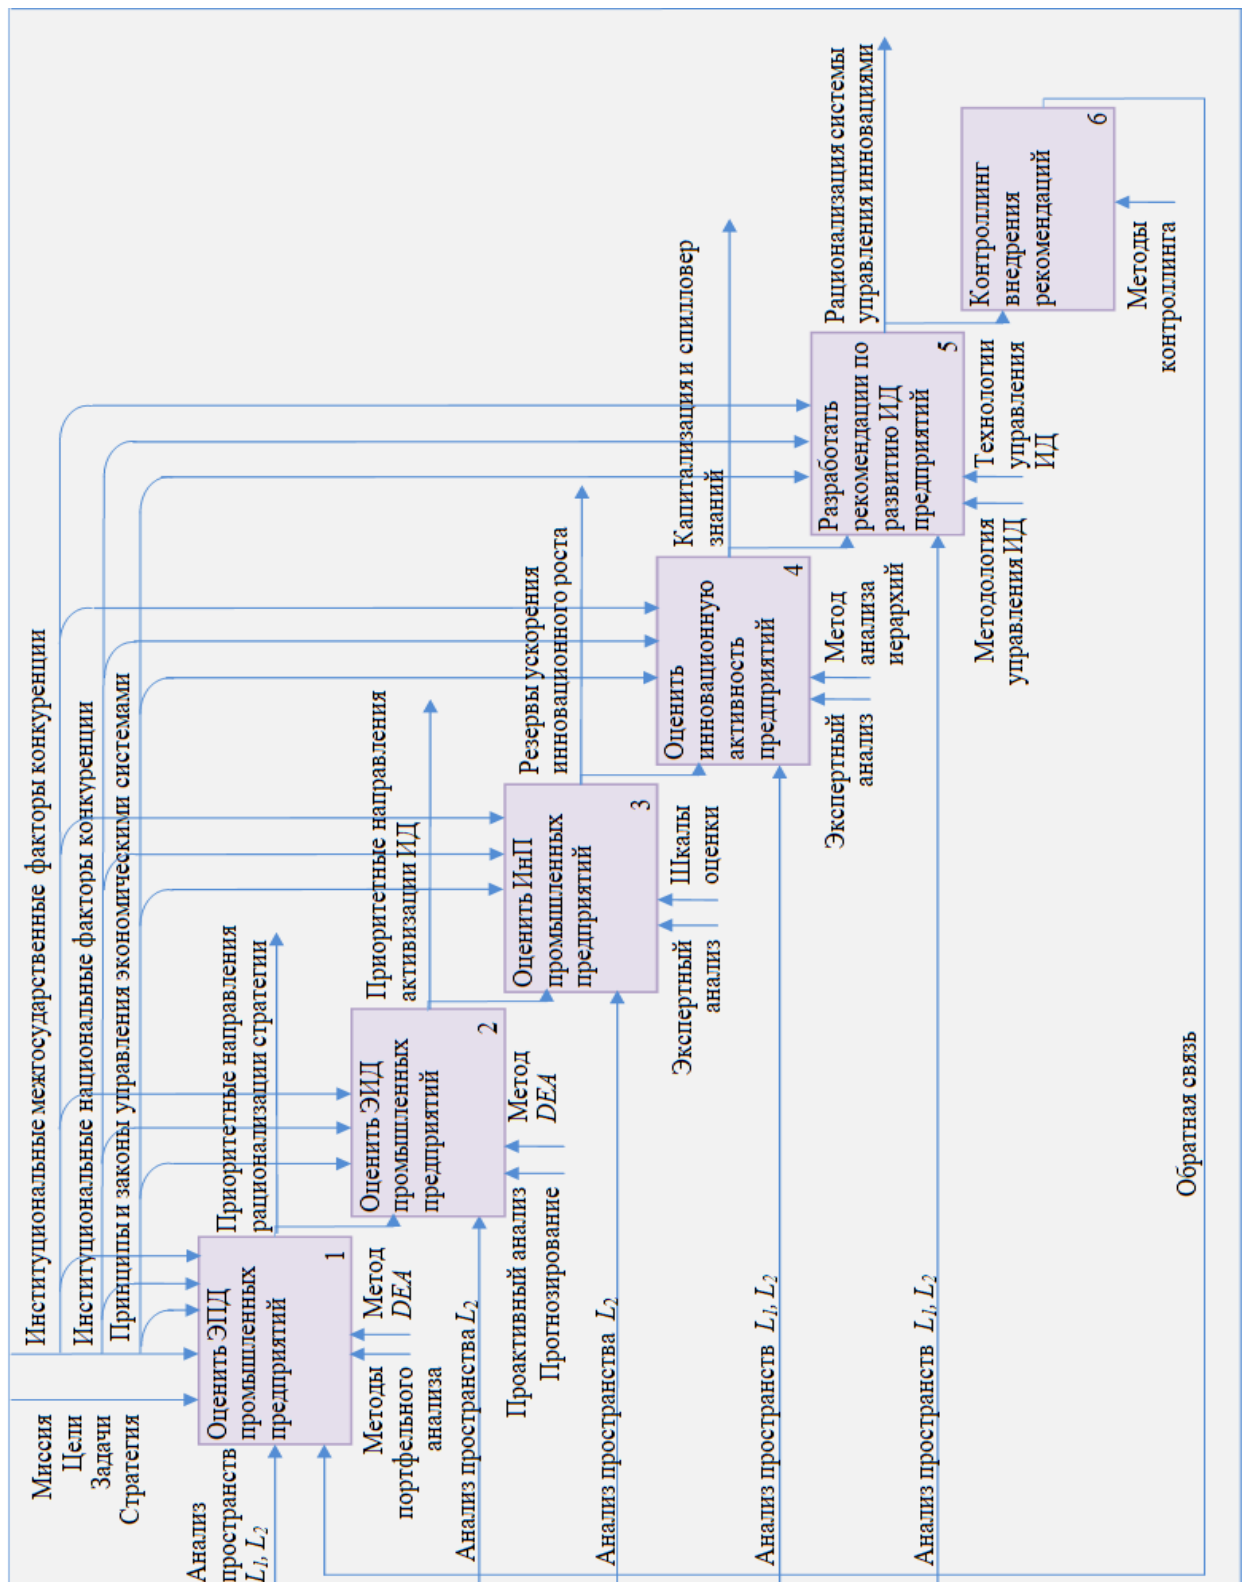 Миссия
Цели
Задачи
Стратегия
Институциональные межгосударственные факторы конкуренции
Институциональные национальные факторы конкуренции
Принципы и законы управления экономическими системами
Анализ
пространств
L1, L2
Оценить ЭПД
промышленных
предприятий
1
Методы
портфельного
анализа
Метод
DEA
Приоритетные направления
рационализации стратегии
Анализ пространства L2
Оценить ЭИД
промышленных
предприятий
2
Проактивный анализ
Прогнозирование
Метод
DEA
Приоритетные направления
активизации ИД
Анализ пространства L2
Оценить ИнП
промышленных
предприятий
3
Экспертный
анализ
Шкалы
оценки
Резервы ускорения
инновационного роста
Анализ пространств L1, L2
Оценить
инновационную
активность
предприятий
4
Экспертный
анализ
Метод
анализа
иерархий
Капитализация и спилловер
знаний
Анализ пространств L1, L2
Разработать
рекомендации по
развитию ИД
предприятий
5
Методология
управления ИД
Технологии
управления
ИД
Рационализация системы
управления инновациями
Контроллинг
внедрения
рекомендаций
6
Методы
контроллинга
Обратная связь